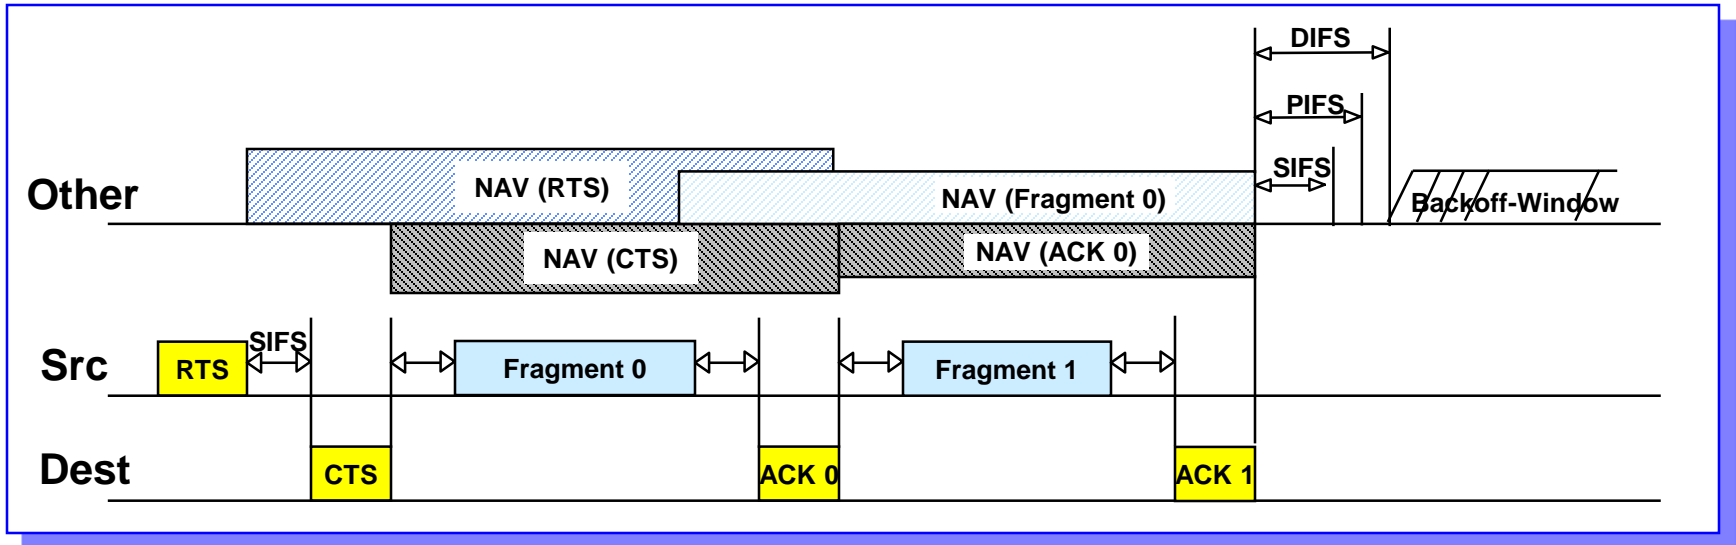 DIFS
PIFS
SIFS
Other
NAV (RTS)
NAV (Fragment 0)
Backoff-Window
NAV (CTS)
NAV (ACK 0)
Src
RTS
SIFS
Fragment 0
Fragment 1
Dest
CTS
ACK 0
ACK 1